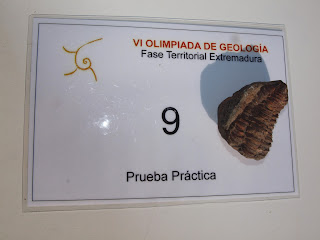 VI OLIMPIADA DE GEOLOGÍA
Fase Territorial Extremadura
9
Prueba Práctica